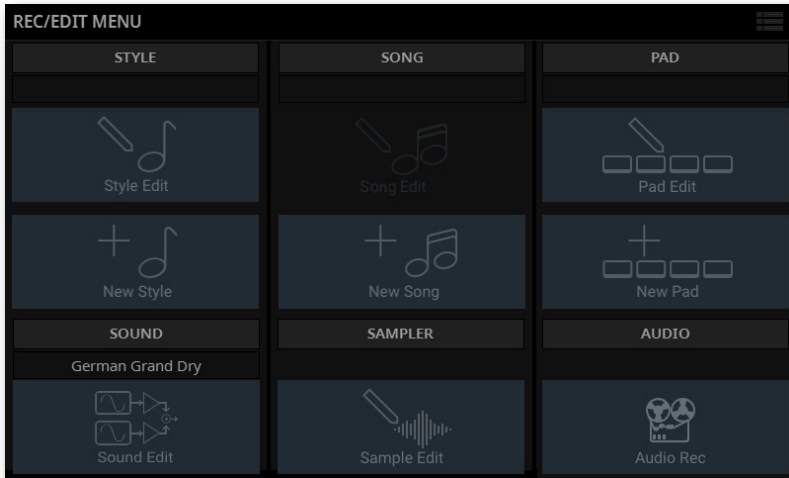 REC/EDIT MENU
STYLE
SONG
PAD
Style Edit
Song Edit
Pad Edit
New Style
New Song
New Pad
SOUND
SAMPLER
AUDIO
German Grand Dry
Sound Edit
Sample Edit
Audio Rec